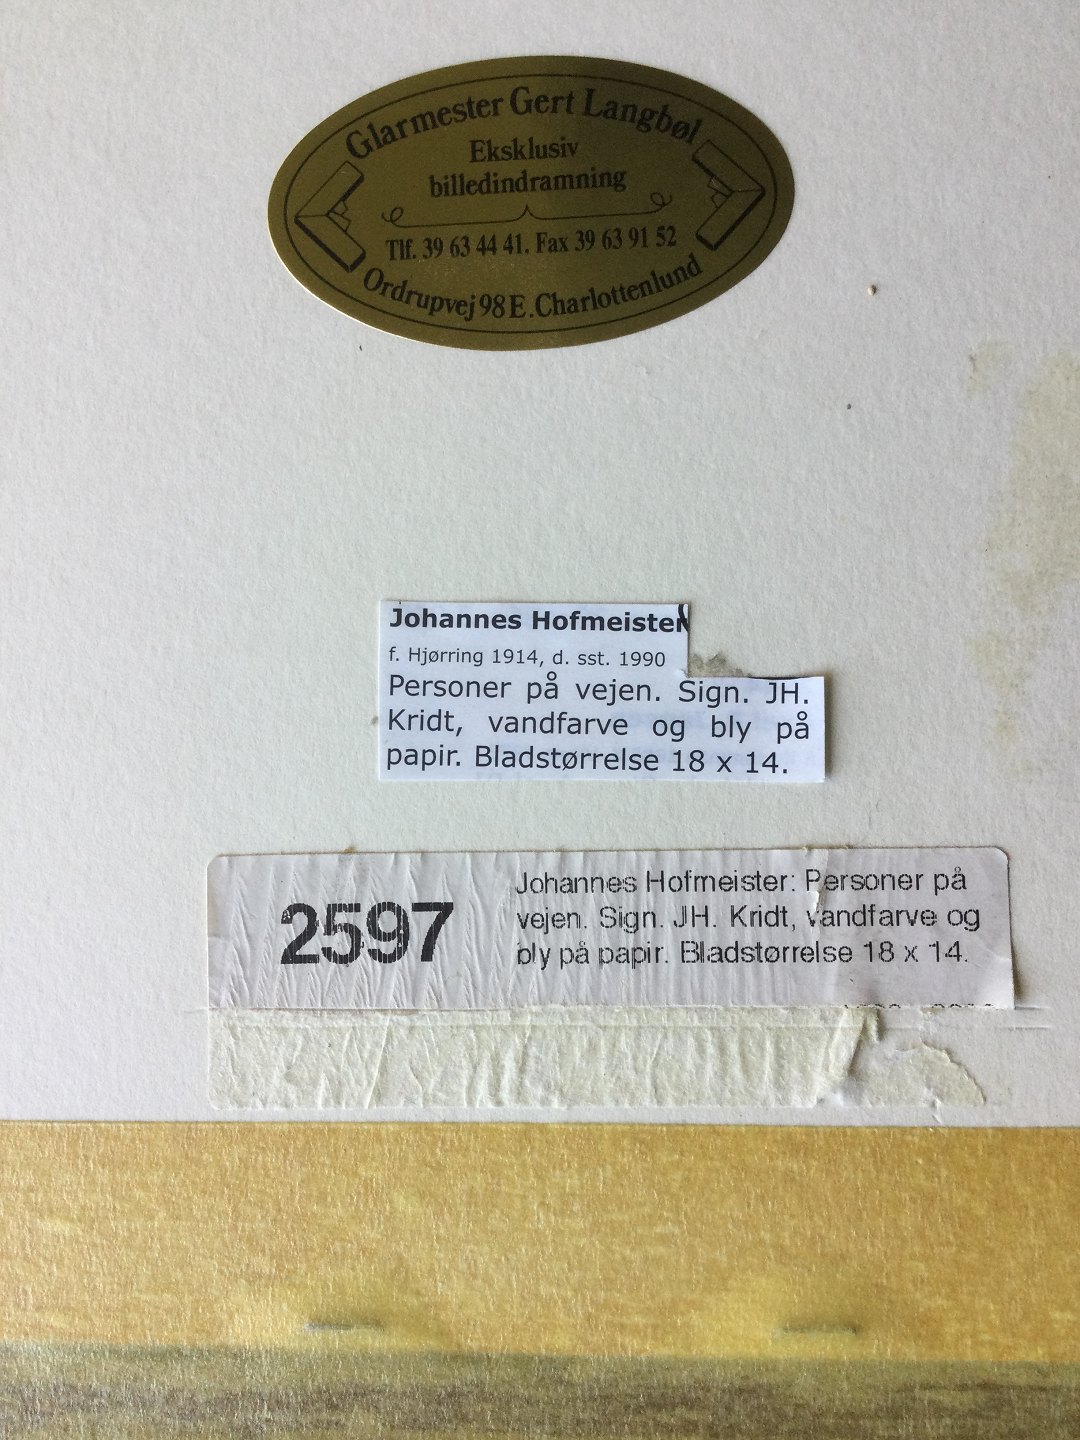 Glarmester Gert Langbøl
Eksklusiv
billedindramning
Tlf. 39 63 44 41. Fax 39 63 91 52
Ordrupvej 98 E. Charlottenlund
Johannes Hofmeister
f. Hjørring 1914, d. sst. 1990
Personer på vejen. Sign. JH.
Kridt, vandfarve og bly på
papir. Bladstørrelse 18 x 14.
2597
Johannes Hofmeister: Personer på
vejen. Sign. JH. Kridt, vandfarve og
bly på papir. Bladstørrelse 18 x 14.